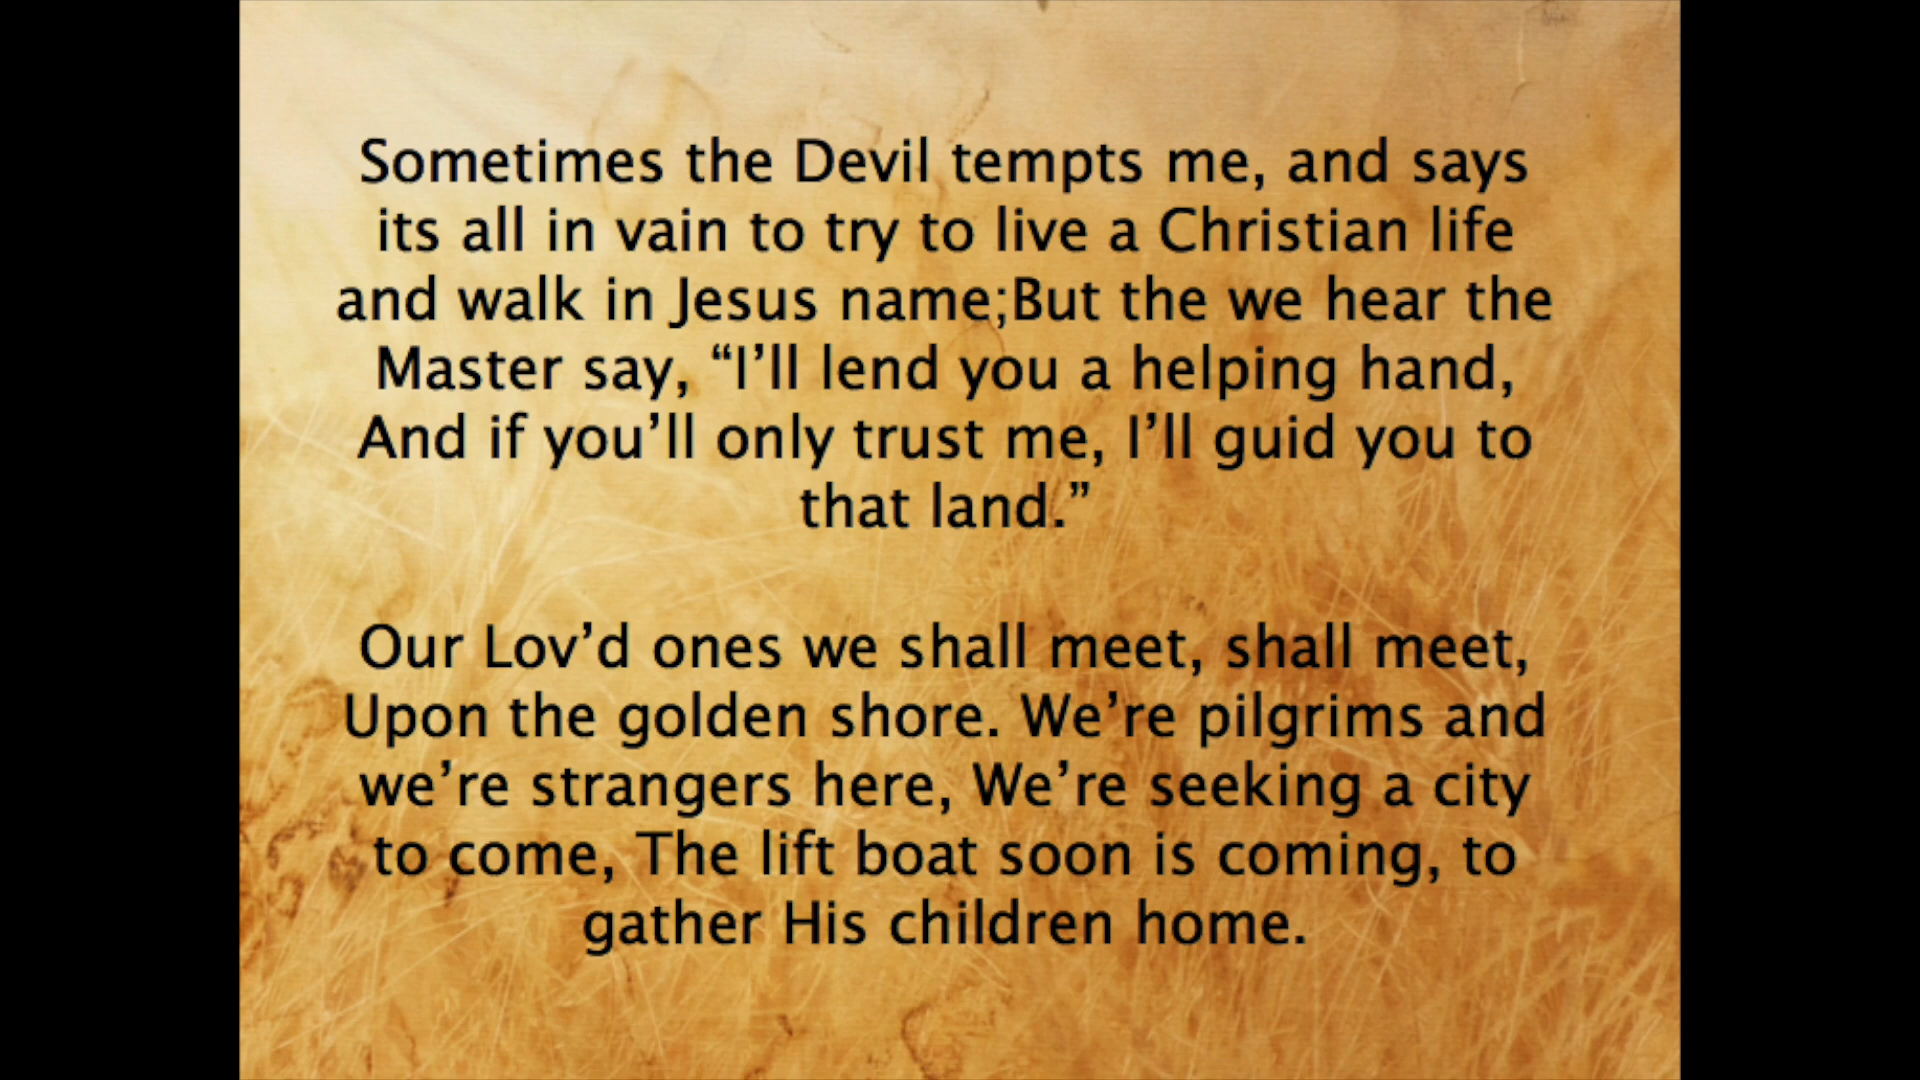 Sometimes the Devil tempts me, and says
its all in vain to try to live a Christian life
and walk in Jesus name;But the we hear the
Master say, “I’ll lend you a helping hand,
And if you’ll only trust me, I’ll guid you to
that land.”
Our Lov’d ones we shall meet, shall meet,
Upon the golden shore. We’re pilgrims and
we’re strangers here, We’re seeking a city
to come, The lift boat soon is coming, to
gather His children home.